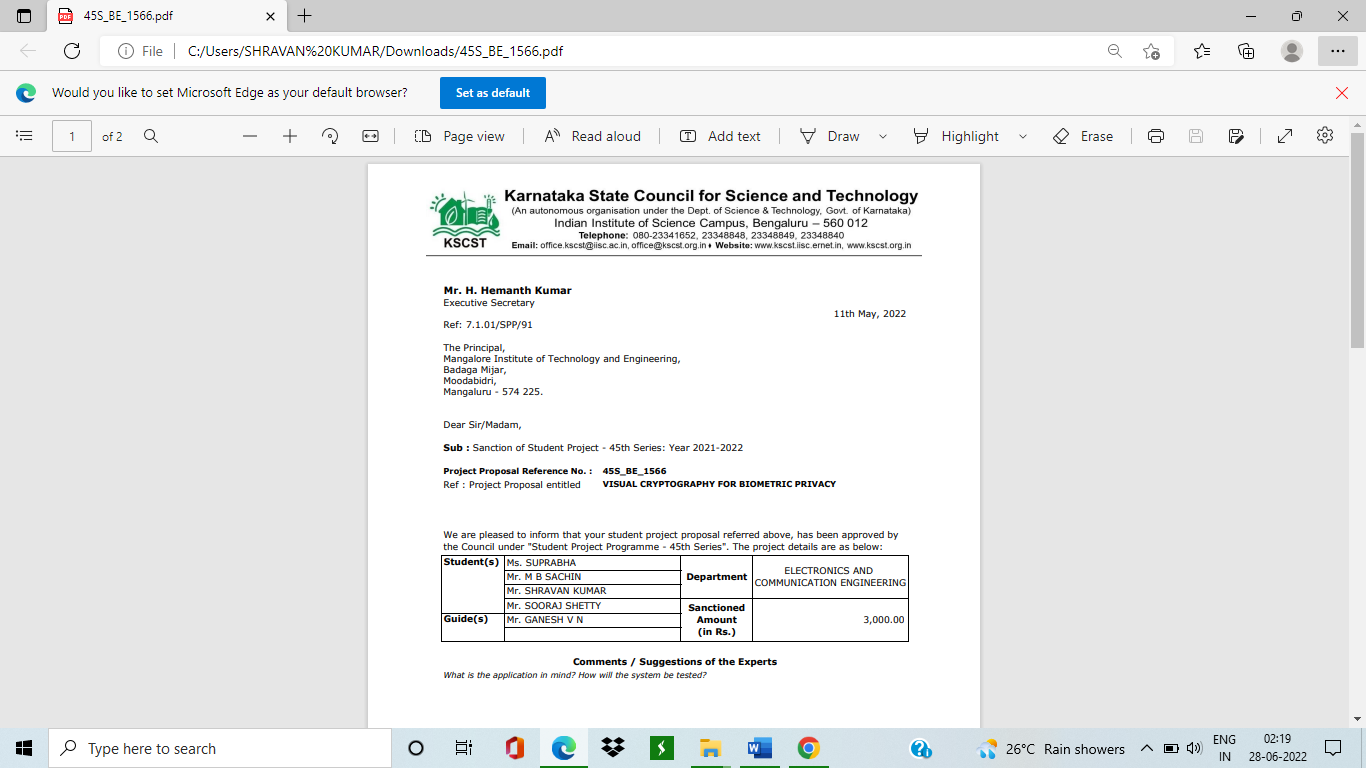 45S_BE_1566.pdf
File C:/Users/SHRAVAN%20KUMAR/Downloads/45S_BE_1566.pdf
Would you like to set Microsoft Edge as your default browser? Set as default
1 of 2 Page view Read aloud Add text Draw Highlight Erase
Karnataka State Council for Science and Technology
(An autonomous organisation under the Dept. of Science & Technology, Govt. of Karnataka)
Indian Institute of Science Campus, Bengaluru – 560 012
Telephone: 080-23341652, 23348848, 23348849, 23348840
Email: office.kscst@iisc.ac.in, office@kscst.org.in ♦ Website: www.kscst.iisc.ernet.in, www.kscst.org.in
KSCST
Mr. H. Hemanth Kumar
Executive Secretary
11th May, 2022
Ref: 7.1.01/SPP/91
The Principal,
Mangalore Institute of Technology and Engineering,
Badaga Mijar,
Moodabidri,
Mangaluru - 574 225.
Dear Sir/Madam,
Sub : Sanction of Student Project - 45th Series: Year 2021-2022
Project Proposal Reference No. : 45S_BE_1566
Ref : Project Proposal entitled VISUAL CRYPTOGRAPHY FOR BIOMETRIC PRIVACY
We are pleased to inform that your student project proposal referred above, has been approved by
the Council under "Student Project Programme - 45th Series". The project details are as below:
Student(s)
Ms. SUPRABHA
Mr. M B SACHIN
Mr. SHRAVAN KUMAR
Mr. SOORAJ SHETTY
Department
ELECTRONICS AND
COMMUNICATION ENGINEERING
Guide(s)
Mr. GANESH V N
Sanctioned
Amount
(in Rs.)
3,000.00
Comments / Suggestions of the Experts
What is the application in mind? How will the system be tested?
Type here to search
26°C Rain showers
ENG
IN
02:19
28-06-2022